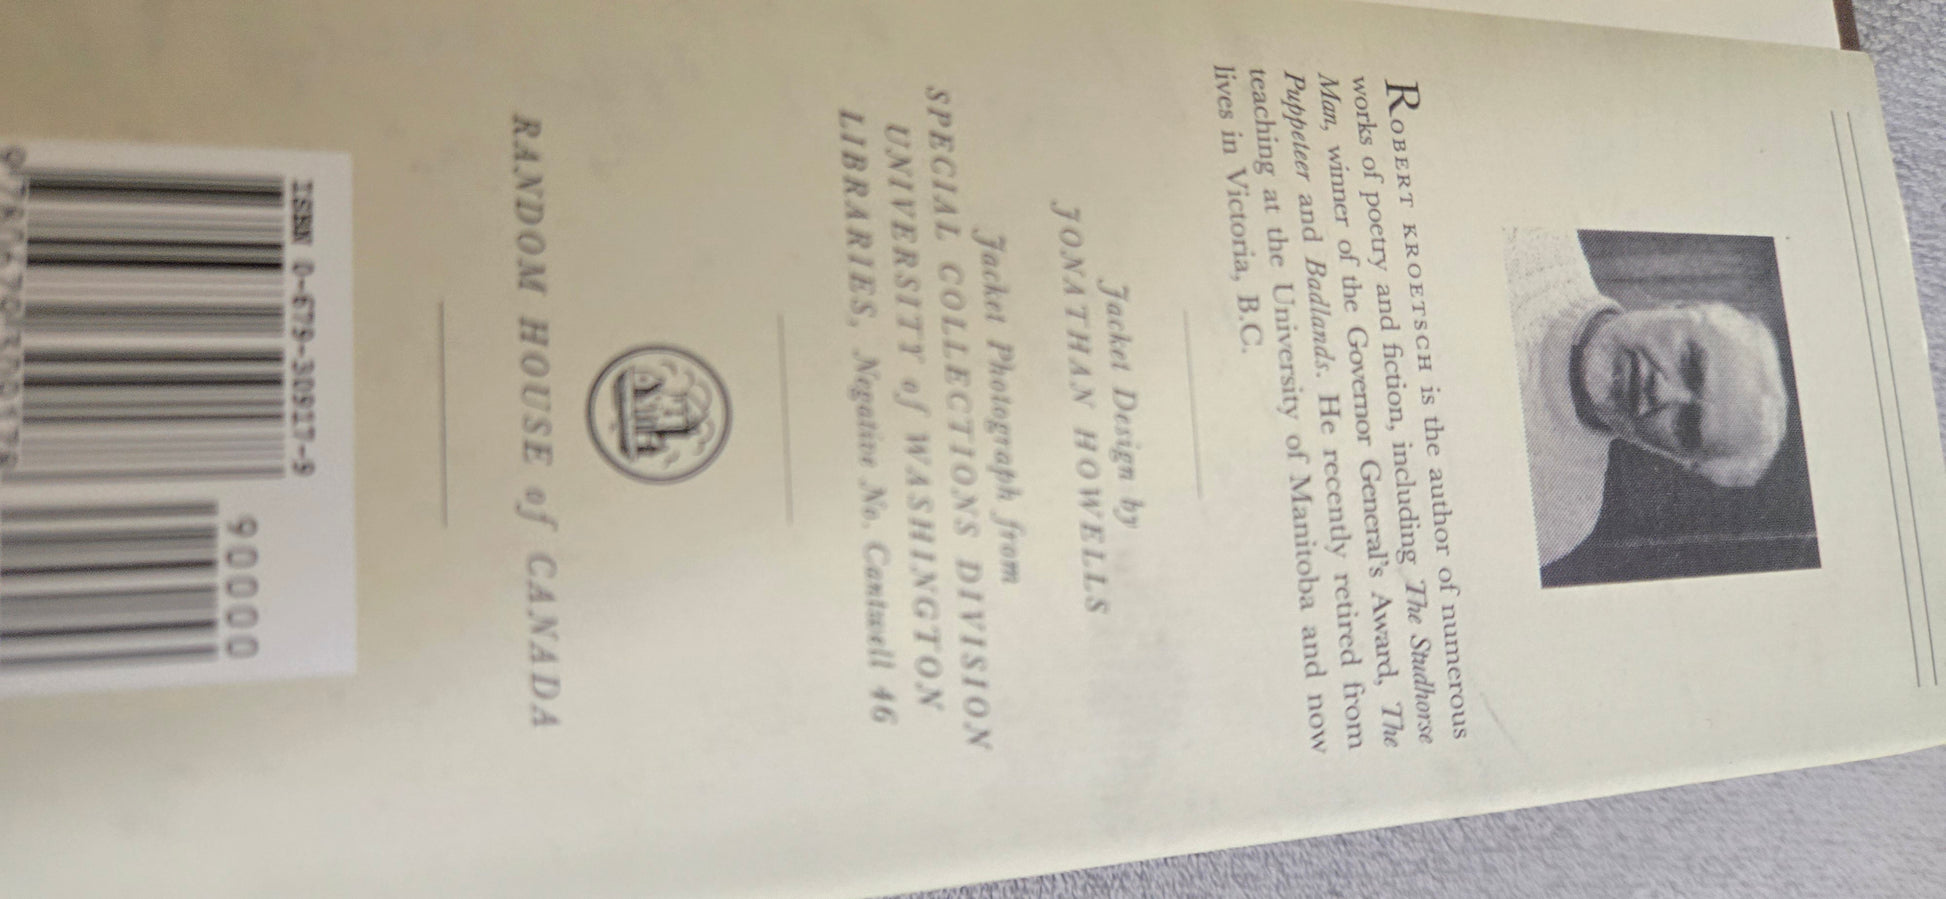 ROBERT KROETSCH is the author of numerous
works of poetry and fiction, including The Studhorse
Man, winner of the Governor General's Award, The
Puppeteer and Badlands. He recently retired from
teaching at the University of Manitoba and now
lives in Victoria, B.C.
Jacket Design by
JONATHAN HOWELLS
Jacket Photograph from
SPECIAL COLLECTIONS DIVISION
UNIVERSITY of WASHINGTON
LIBRARIES, Negative No. Cantwell 46
RANDOM HOUSE of CANADA
ISBN 0-679-30917-9
90000